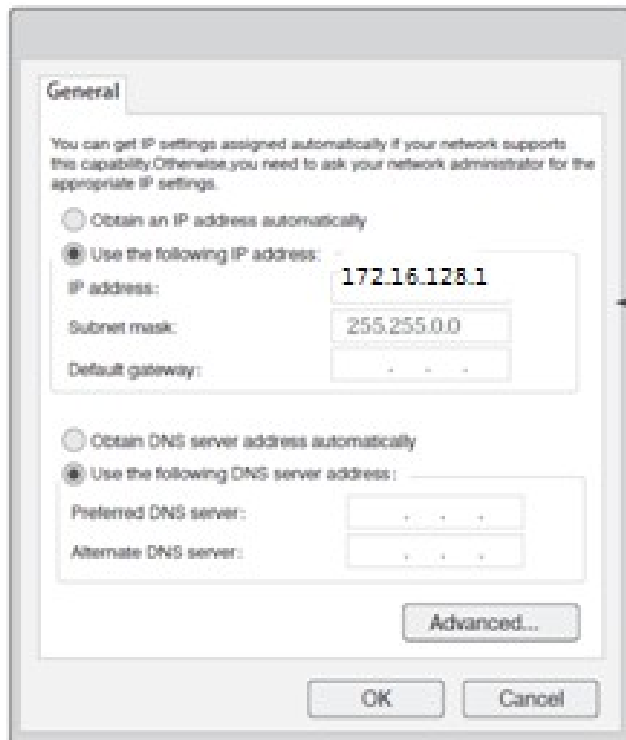 General
You can get IP settings assigned automatically if your network supports
this capability.Otherwise,you need to ask your network administrator for the
appropriate IP settings.
Obtain an IP address automatically
Use the following IP address:
IP address: 172.16.128.1
Subnet mask: 255.255.0.0
Default gateway: . . .
Obtain DNS server address automatically
Use the following DNS server address:
Preferred DNS server: . . .
Alternate DNS server: . . .
Advanced...
OK Cancel